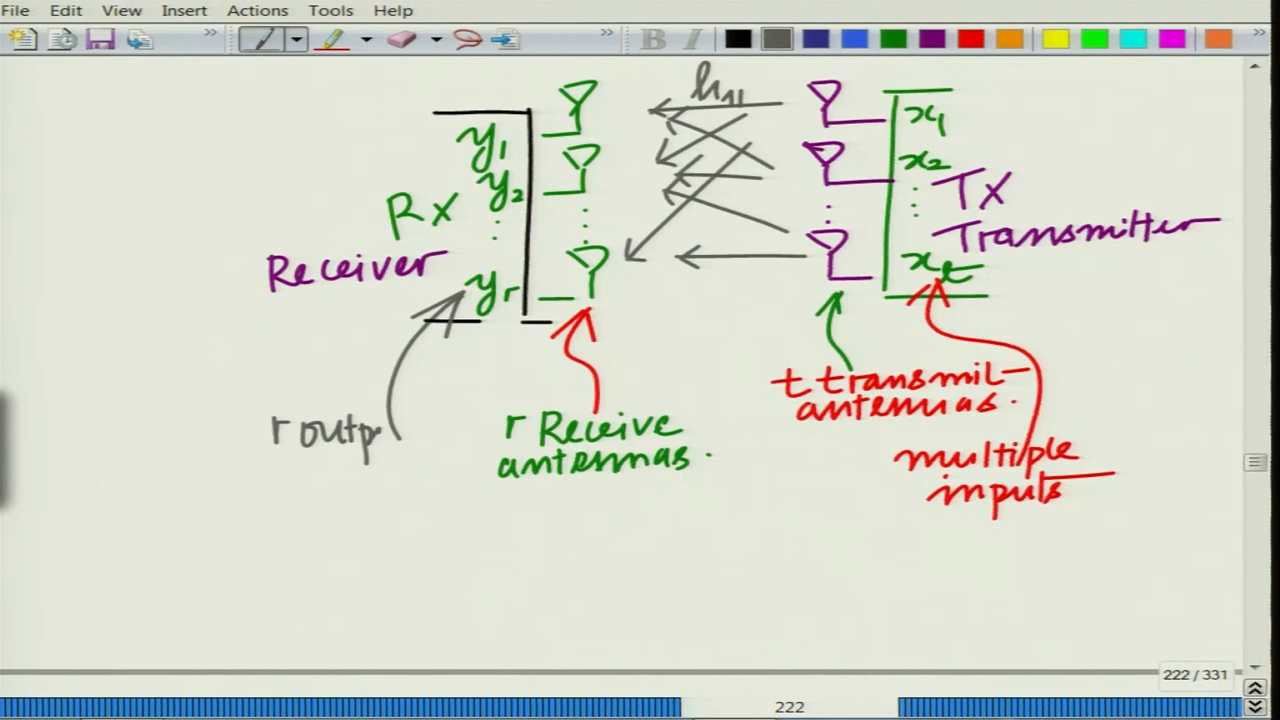 File Edit View Insert Actions Tools Help
B I
h11
y1
y2
Rx
Receiver
yr
x1
x2
TX
Transmitter
xt
r outp
r Receive
antennas.
t transmit
antennas.
multiple
inputs
222 / 331
222